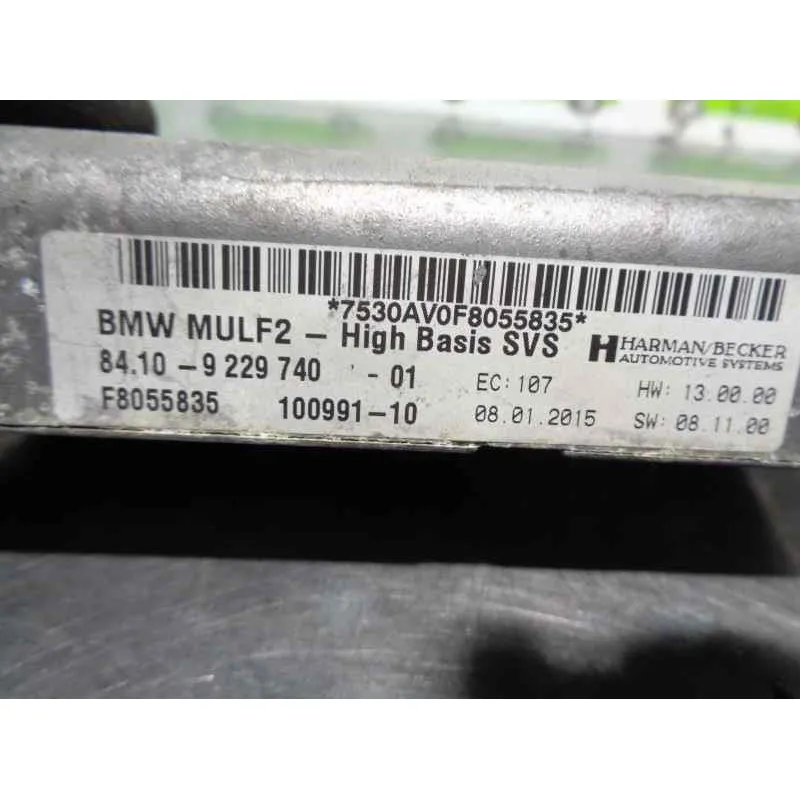 *7530AV0F8055835*
BMW MULF2 - High Basis SVS
HARMAN/BECKER
AUTOMOTIVE SYSTEMS
84.10 - 9 229 740 - 01
EC: 107
HW: 13.00.00
F8055835
100991-10
08.01.2015
SW: 08.11.00